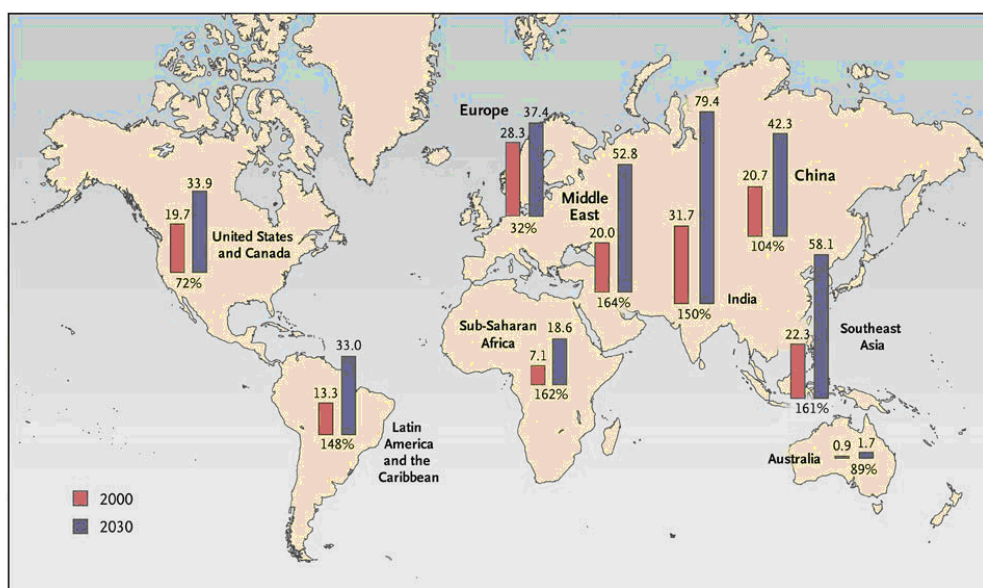 Europe
28.3
37.4
32%
79.4
42.3
20.7
China
104%
52.8
Middle
East
20.0
164%
31.7
India
150%
33.9
19.7
United States
and Canada
72%
58.1
22.3
Southeast
Asia
161%
Sub-Saharan
Africa
18.6
7.1
162%
33.0
13.3
148%
Latin
America
and the
Caribbean
0.9
1.7
Australia
89%
2000
2030